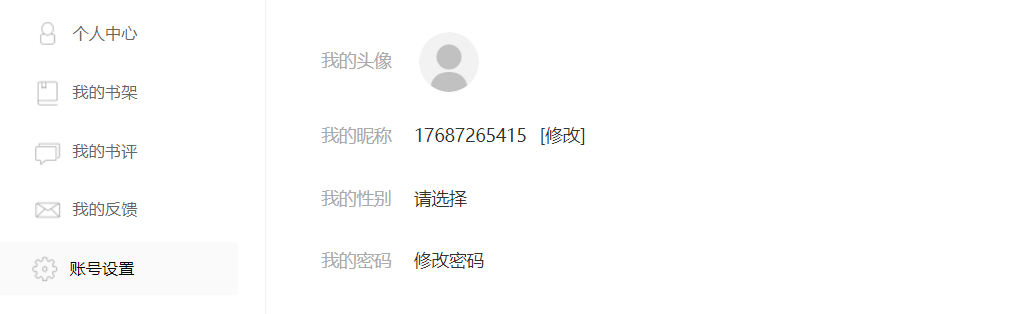 个人中心
我的书架
我的书评
我的反馈
账号设置
我的头像
我的昵称 17687265415 [修改]
我的性别 请选择
我的密码 修改密码